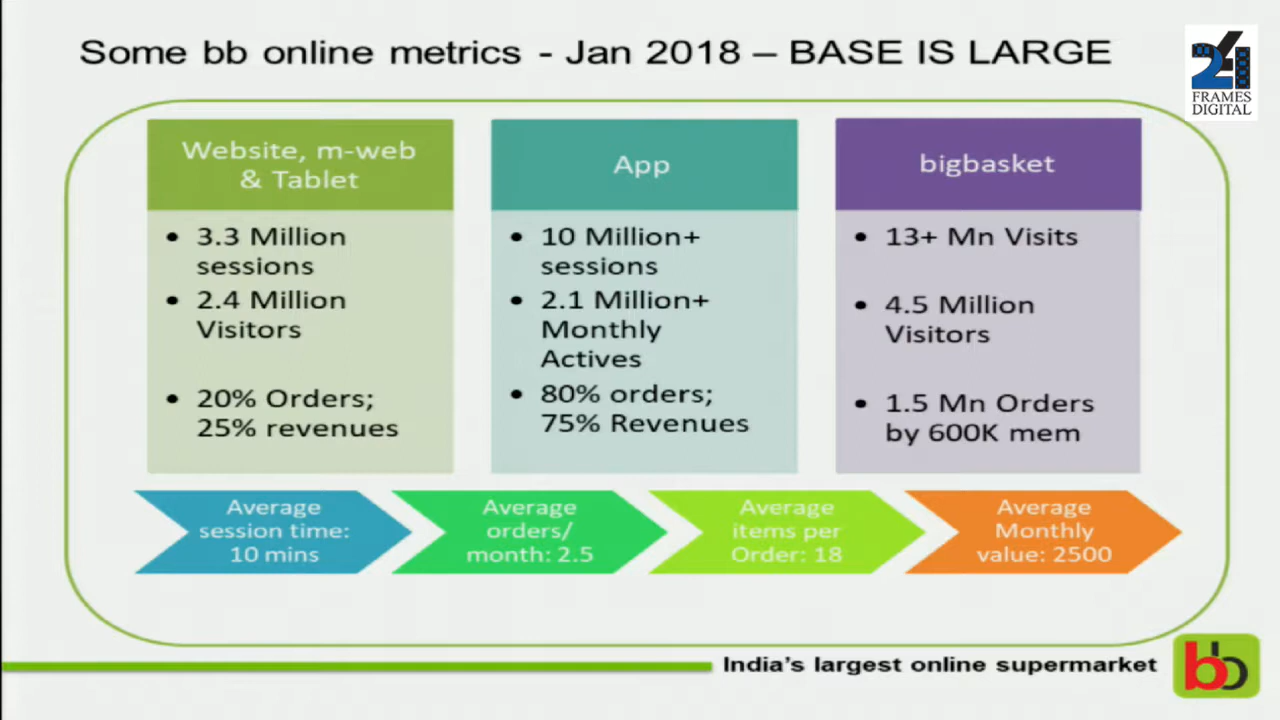 Some bb online metrics - Jan 2018 – BASE IS LARGE
24
FRAMES
DIGITAL
Website, m-web
& Tablet
• 3.3 Million
sessions
• 2.4 Million
Visitors
• 20% Orders;
25% revenues
App
• 10 Million+
sessions
• 2.1 Million+
Monthly
Actives
• 80% orders;
75% Revenues
bigbasket
• 13+ Mn Visits
• 4.5 Million
Visitors
• 1.5 Mn Orders
by 600K mem
Average
session time:
10 mins
Average
orders/
month: 2.5
Average
items per
Order: 18
Average
Monthly
value: 2500
India's largest online supermarket
bb